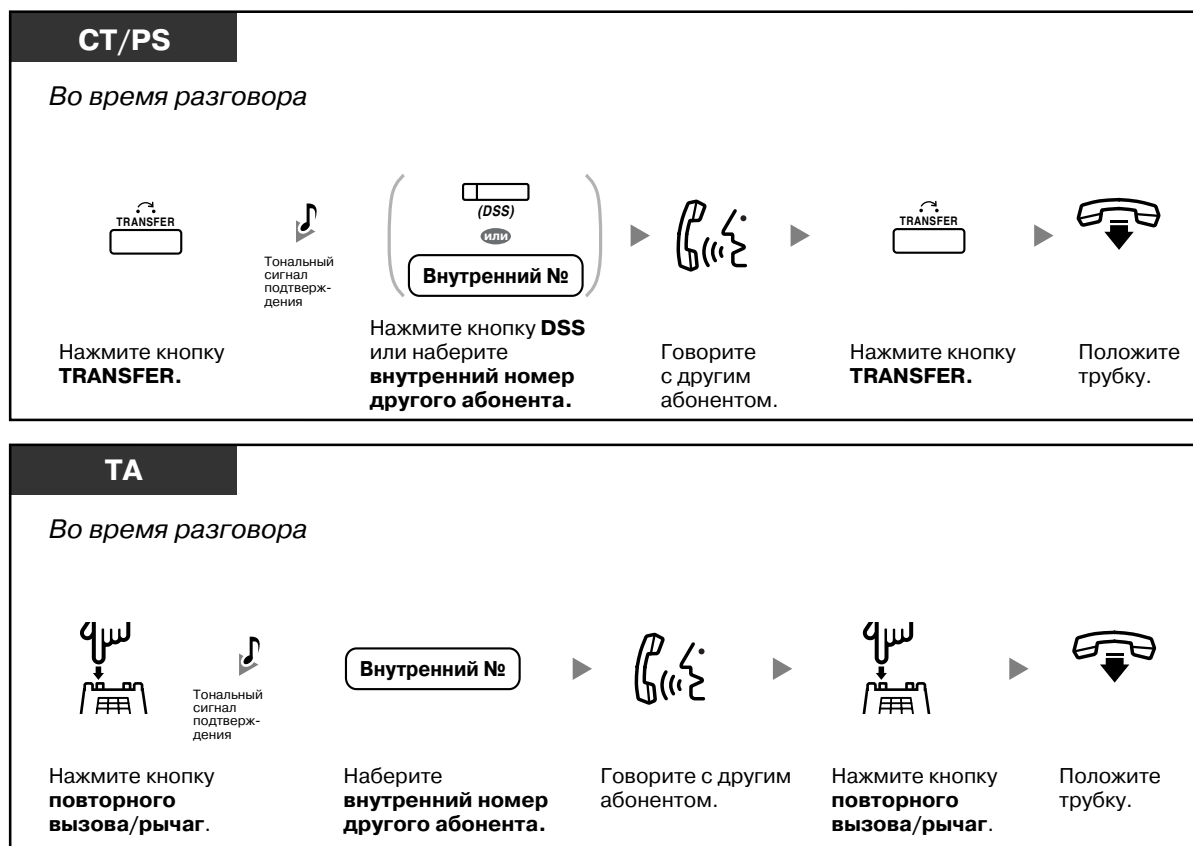 CT/PS
Во время разговора
TRANSFER
Тональный
сигнал
подтверж-
дения
(DSS)
или
Внутренний №
TRANSFER
Нажмите кнопку
TRANSFER.
Нажмите кнопку DSS
или наберите
внутренний номер
другого абонента.
Говорите
с другим
абонентом.
Нажмите кнопку
TRANSFER.
Положите
трубку.
TA
Во время разговора
Тональный
сигнал
подтверж-
дения
Внутренний №
Нажмите кнопку
повторного
вызова/рычаг.
Наберите
внутренний номер
другого абонента.
Говорите с другим
абонентом.
Нажмите кнопку
повторного
вызова/рычаг.
Положите
трубку.